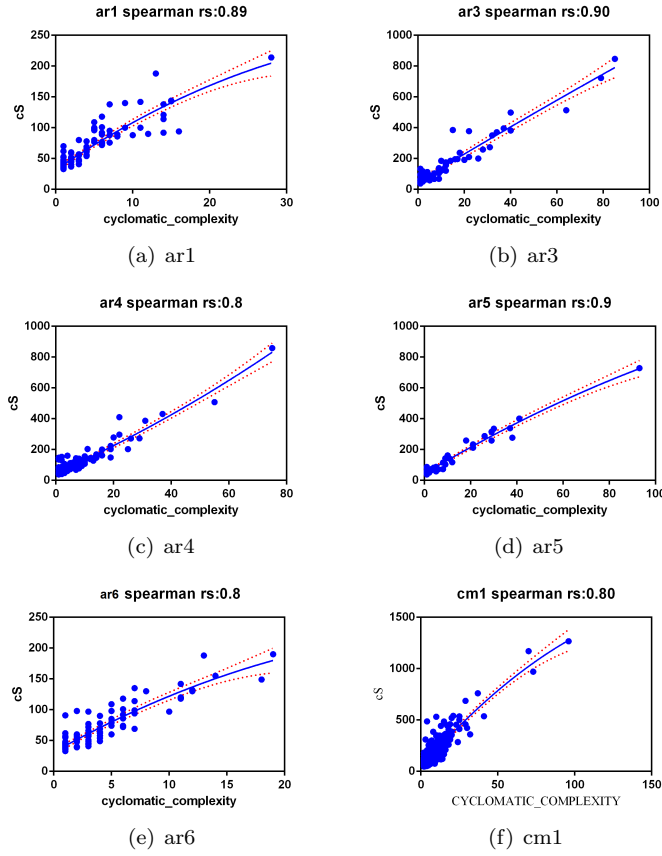 ar1 spearman rs:0.89
250
200
150
100
50
0
cS
0 10 20 30
cyclomatic_complexity
(a) ar1
ar3 spearman rs:0.90
1000
800
600
400
200
0
cS
0 20 40 60 80 100
cyclomatic_complexity
(b) ar3
ar4 spearman rs:0.8
1000
800
600
400
200
0
cS
0 20 40 60 80
cyclomatic_complexity
(c) ar4
ar5 spearman rs:0.9
1000
800
600
400
200
0
cS
0 20 40 60 80 100
cyclomatic_complexity
(d) ar5
ar6 spearman rs:0.8
250
200
150
100
50
0
cS
0 5 10 15 20
cyclomatic_complexity
(e) ar6
cm1 spearman rs:0.80
1500
1000
500
0
cS
0 50 100 150
CYCLOMATIC_COMPLEXITY
(f) cm1